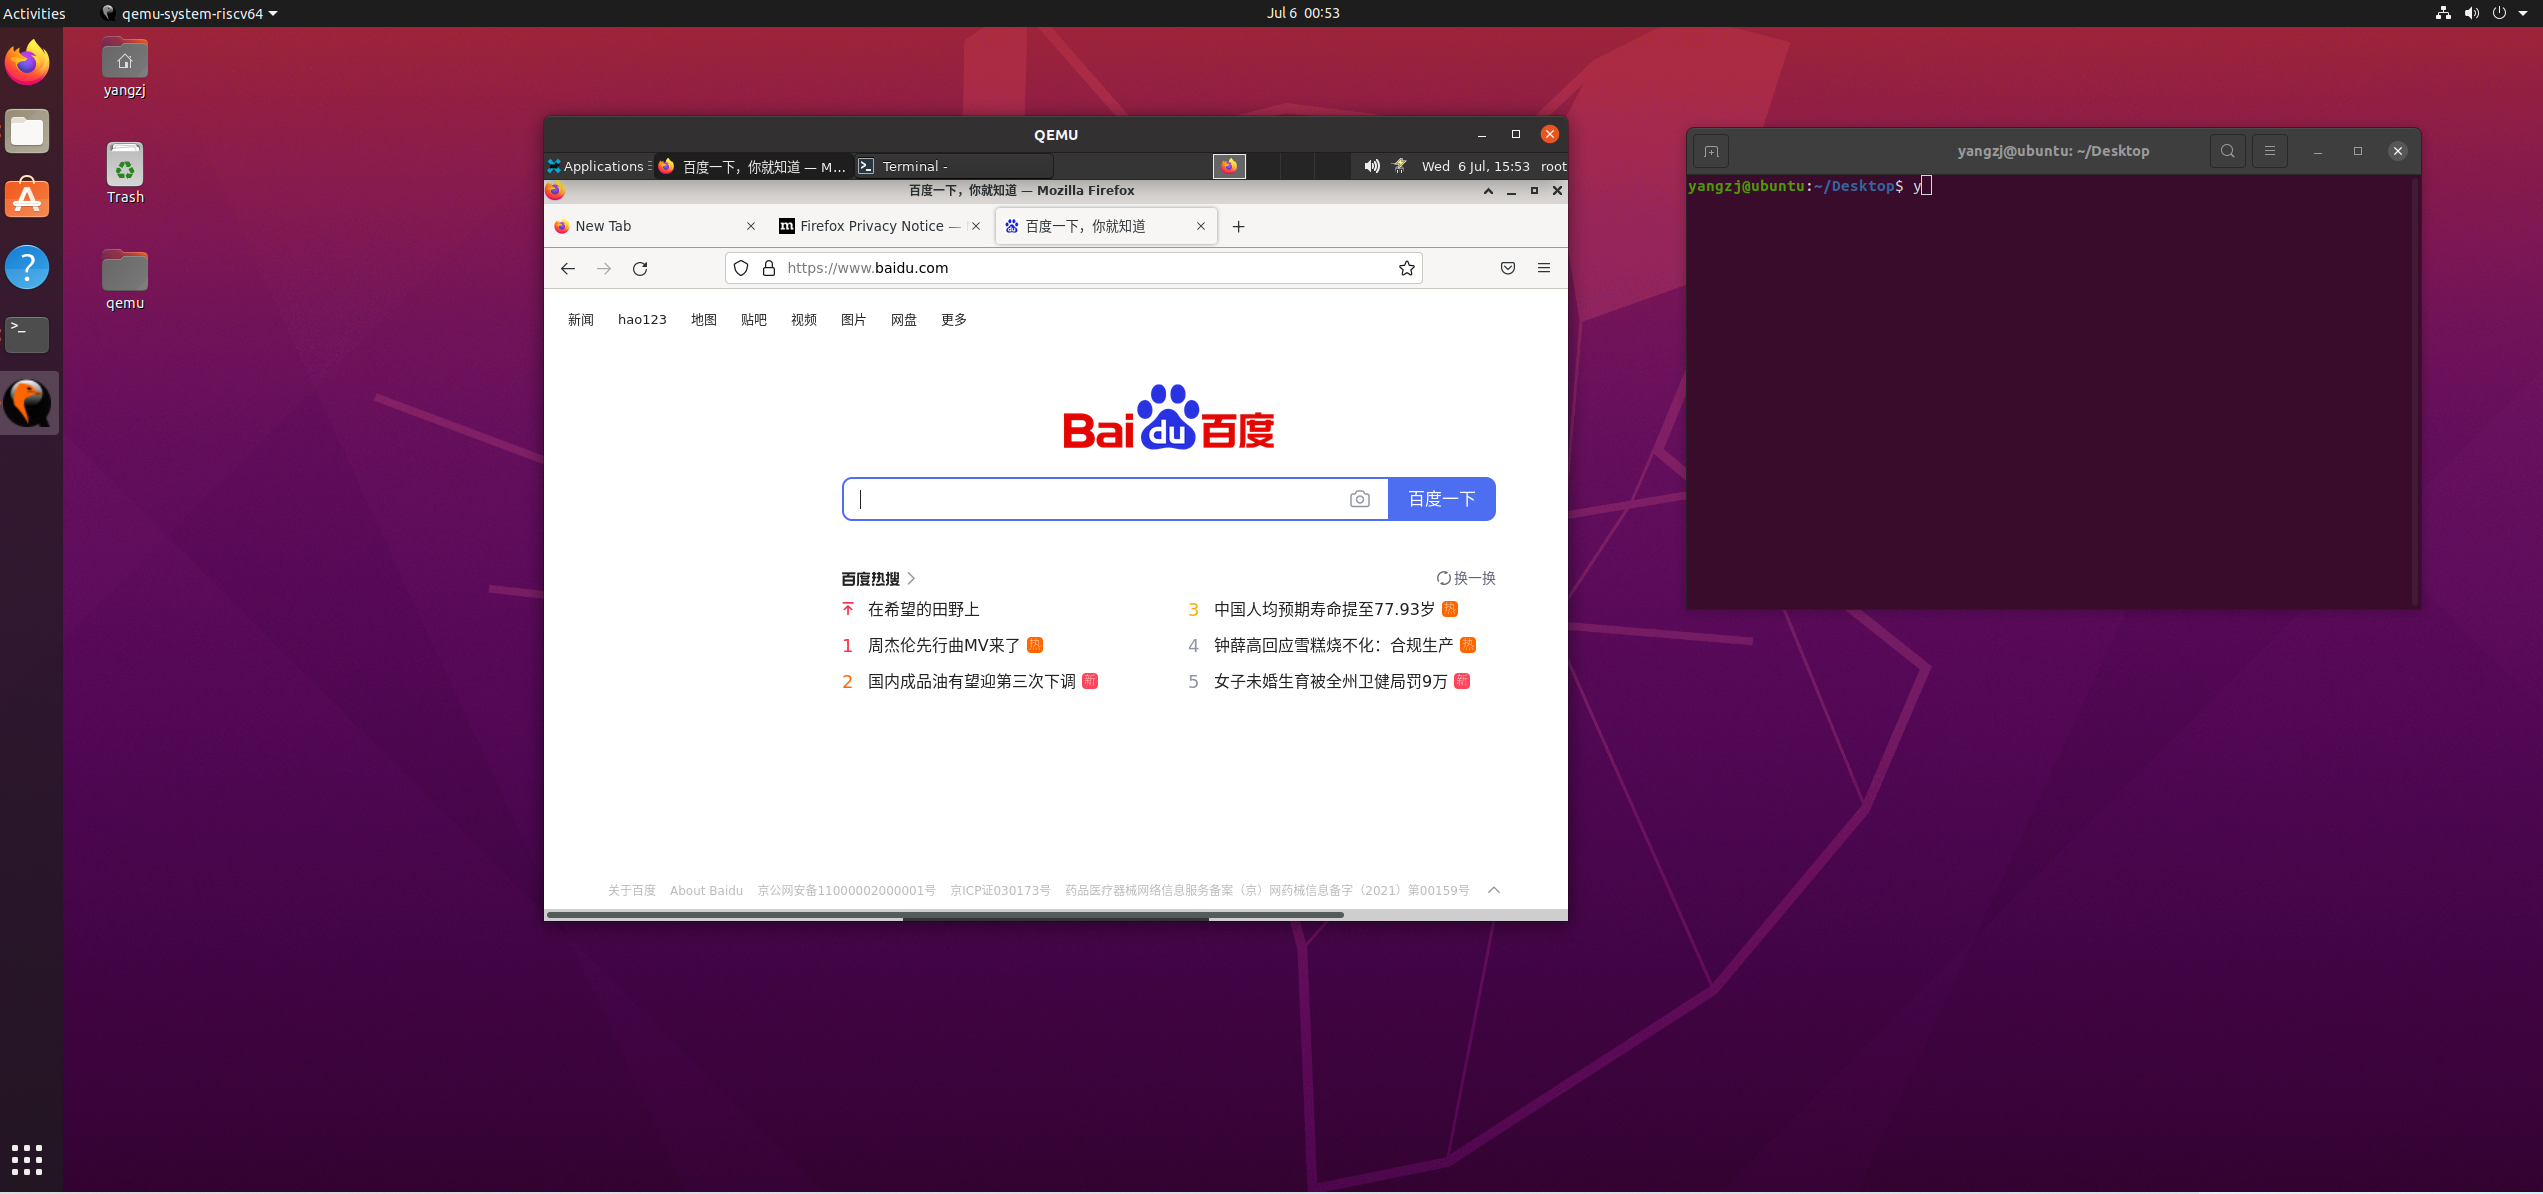 Activities
qemu-system-riscv64
Jul 6 00:53
yangzj
Trash
qemu
QEMU
Applications
百度一下，你就知道 — M...
Terminal -
Wed 6 Jul, 15:53 root
百度一下，你就知道 — Mozilla Firefox
New Tab
Firefox Privacy Notice —
百度一下，你就知道
https://www.baidu.com
新闻 hao123 地图 贴吧 视频 图片 网盘 更多
Bai du 百度
百度一下
百度热搜
换一换
在希望的田野上
1 周杰伦先行曲MV来了 热
2 国内成品油有望迎第三次下调 新
3 中国人均预期寿命提至77.93岁 热
4 钟薛高回应雪糕烧不化：合规生产 热
5 女子未婚生育被全州卫健局罚9万 新
关于百度 About Baidu 京公网安备11000002000001号 京ICP证030173号 药品医疗器械网络信息服务备案（京）网药械信息备字（2021）第00159号
yangzj@ubuntu: ~/Desktop
yangzj@ubuntu:~/Desktop$ y